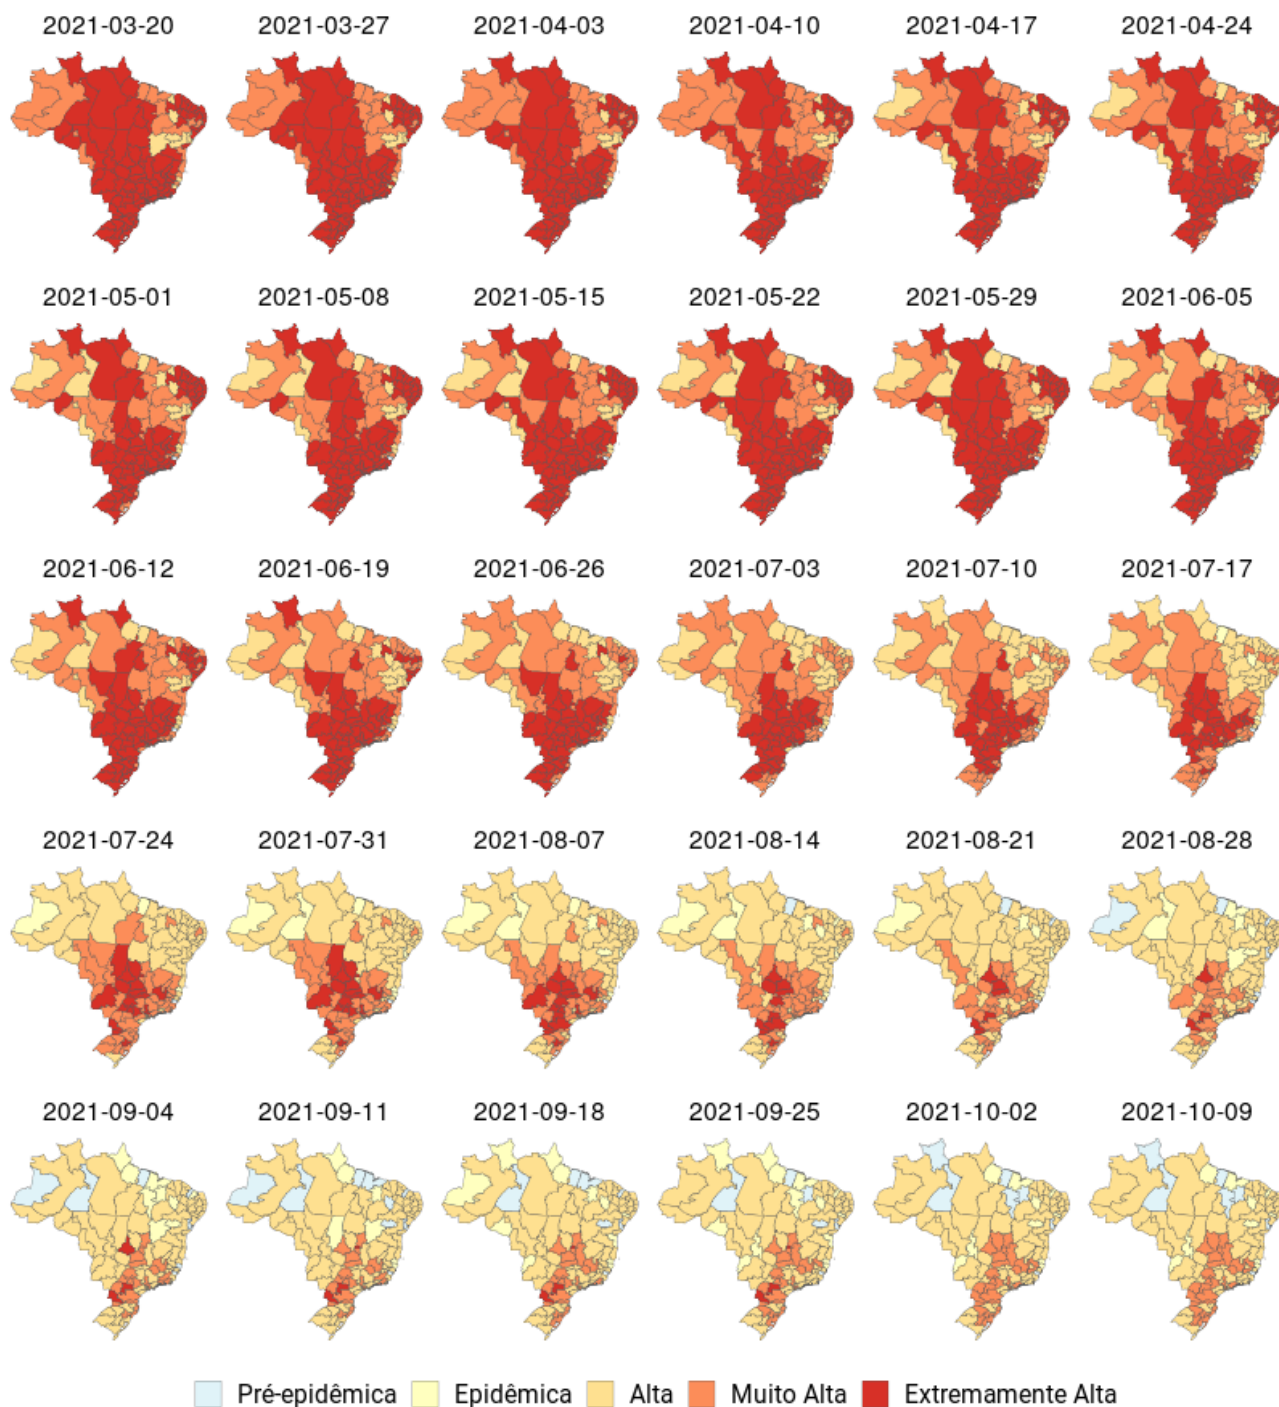 2021-03-20 2021-03-27 2021-04-03 2021-04-10 2021-04-17 2021-04-24
2021-05-01 2021-05-08 2021-05-15 2021-05-22 2021-05-29 2021-06-05
2021-06-12 2021-06-19 2021-06-26 2021-07-03 2021-07-10 2021-07-17
2021-07-24 2021-07-31 2021-08-07 2021-08-14 2021-08-21 2021-08-28
2021-09-04 2021-09-11 2021-09-18 2021-09-25 2021-10-02 2021-10-09
Pré-epidêmica Epidêmica Alta Muito Alta Extremamente Alta